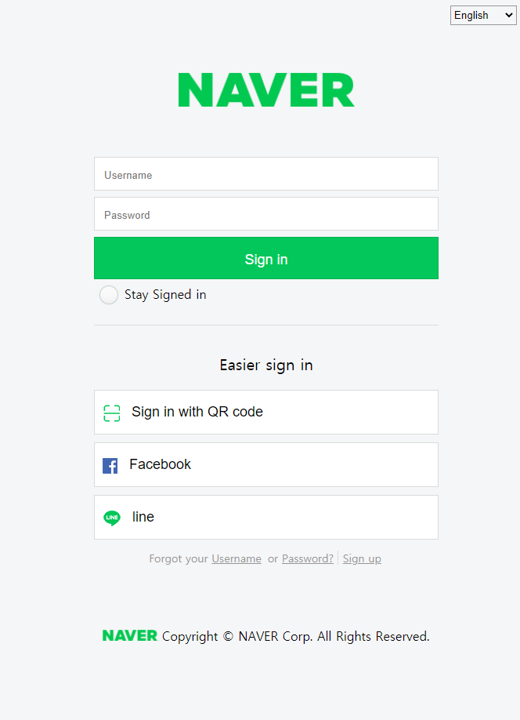 English
NAVER
Username
Password
Sign in
Stay Signed in
Easier sign in
Sign in with QR code
Facebook
LINE line
Forgot your Username or Password? Sign up
NAVER Copyright © NAVER Corp. All Rights Reserved.